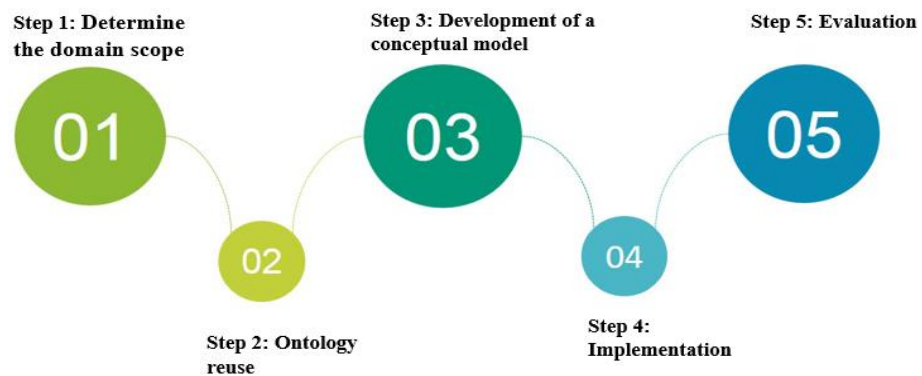 Step 1: Determine
the domain scope
01
02
Step 2: Ontology
reuse
Step 3: Development of a
conceptual model
03
04
Step 4:
Implementation
Step 5: Evaluation
05